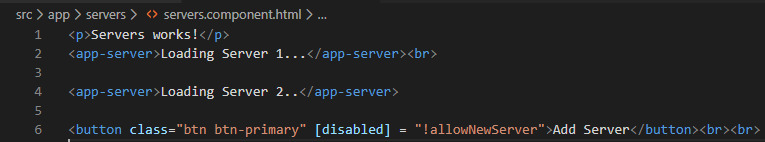 src > app > servers > <> servers.component.html > ...
1 <p>Servers works!</p>
2 <app-server>Loading Server 1...</app-server><br>
3
4 <app-server>Loading Server 2..</app-server>
5
6 <button class="btn btn-primary" [disabled] = "!allowNewServer">Add Server</button><br><br>